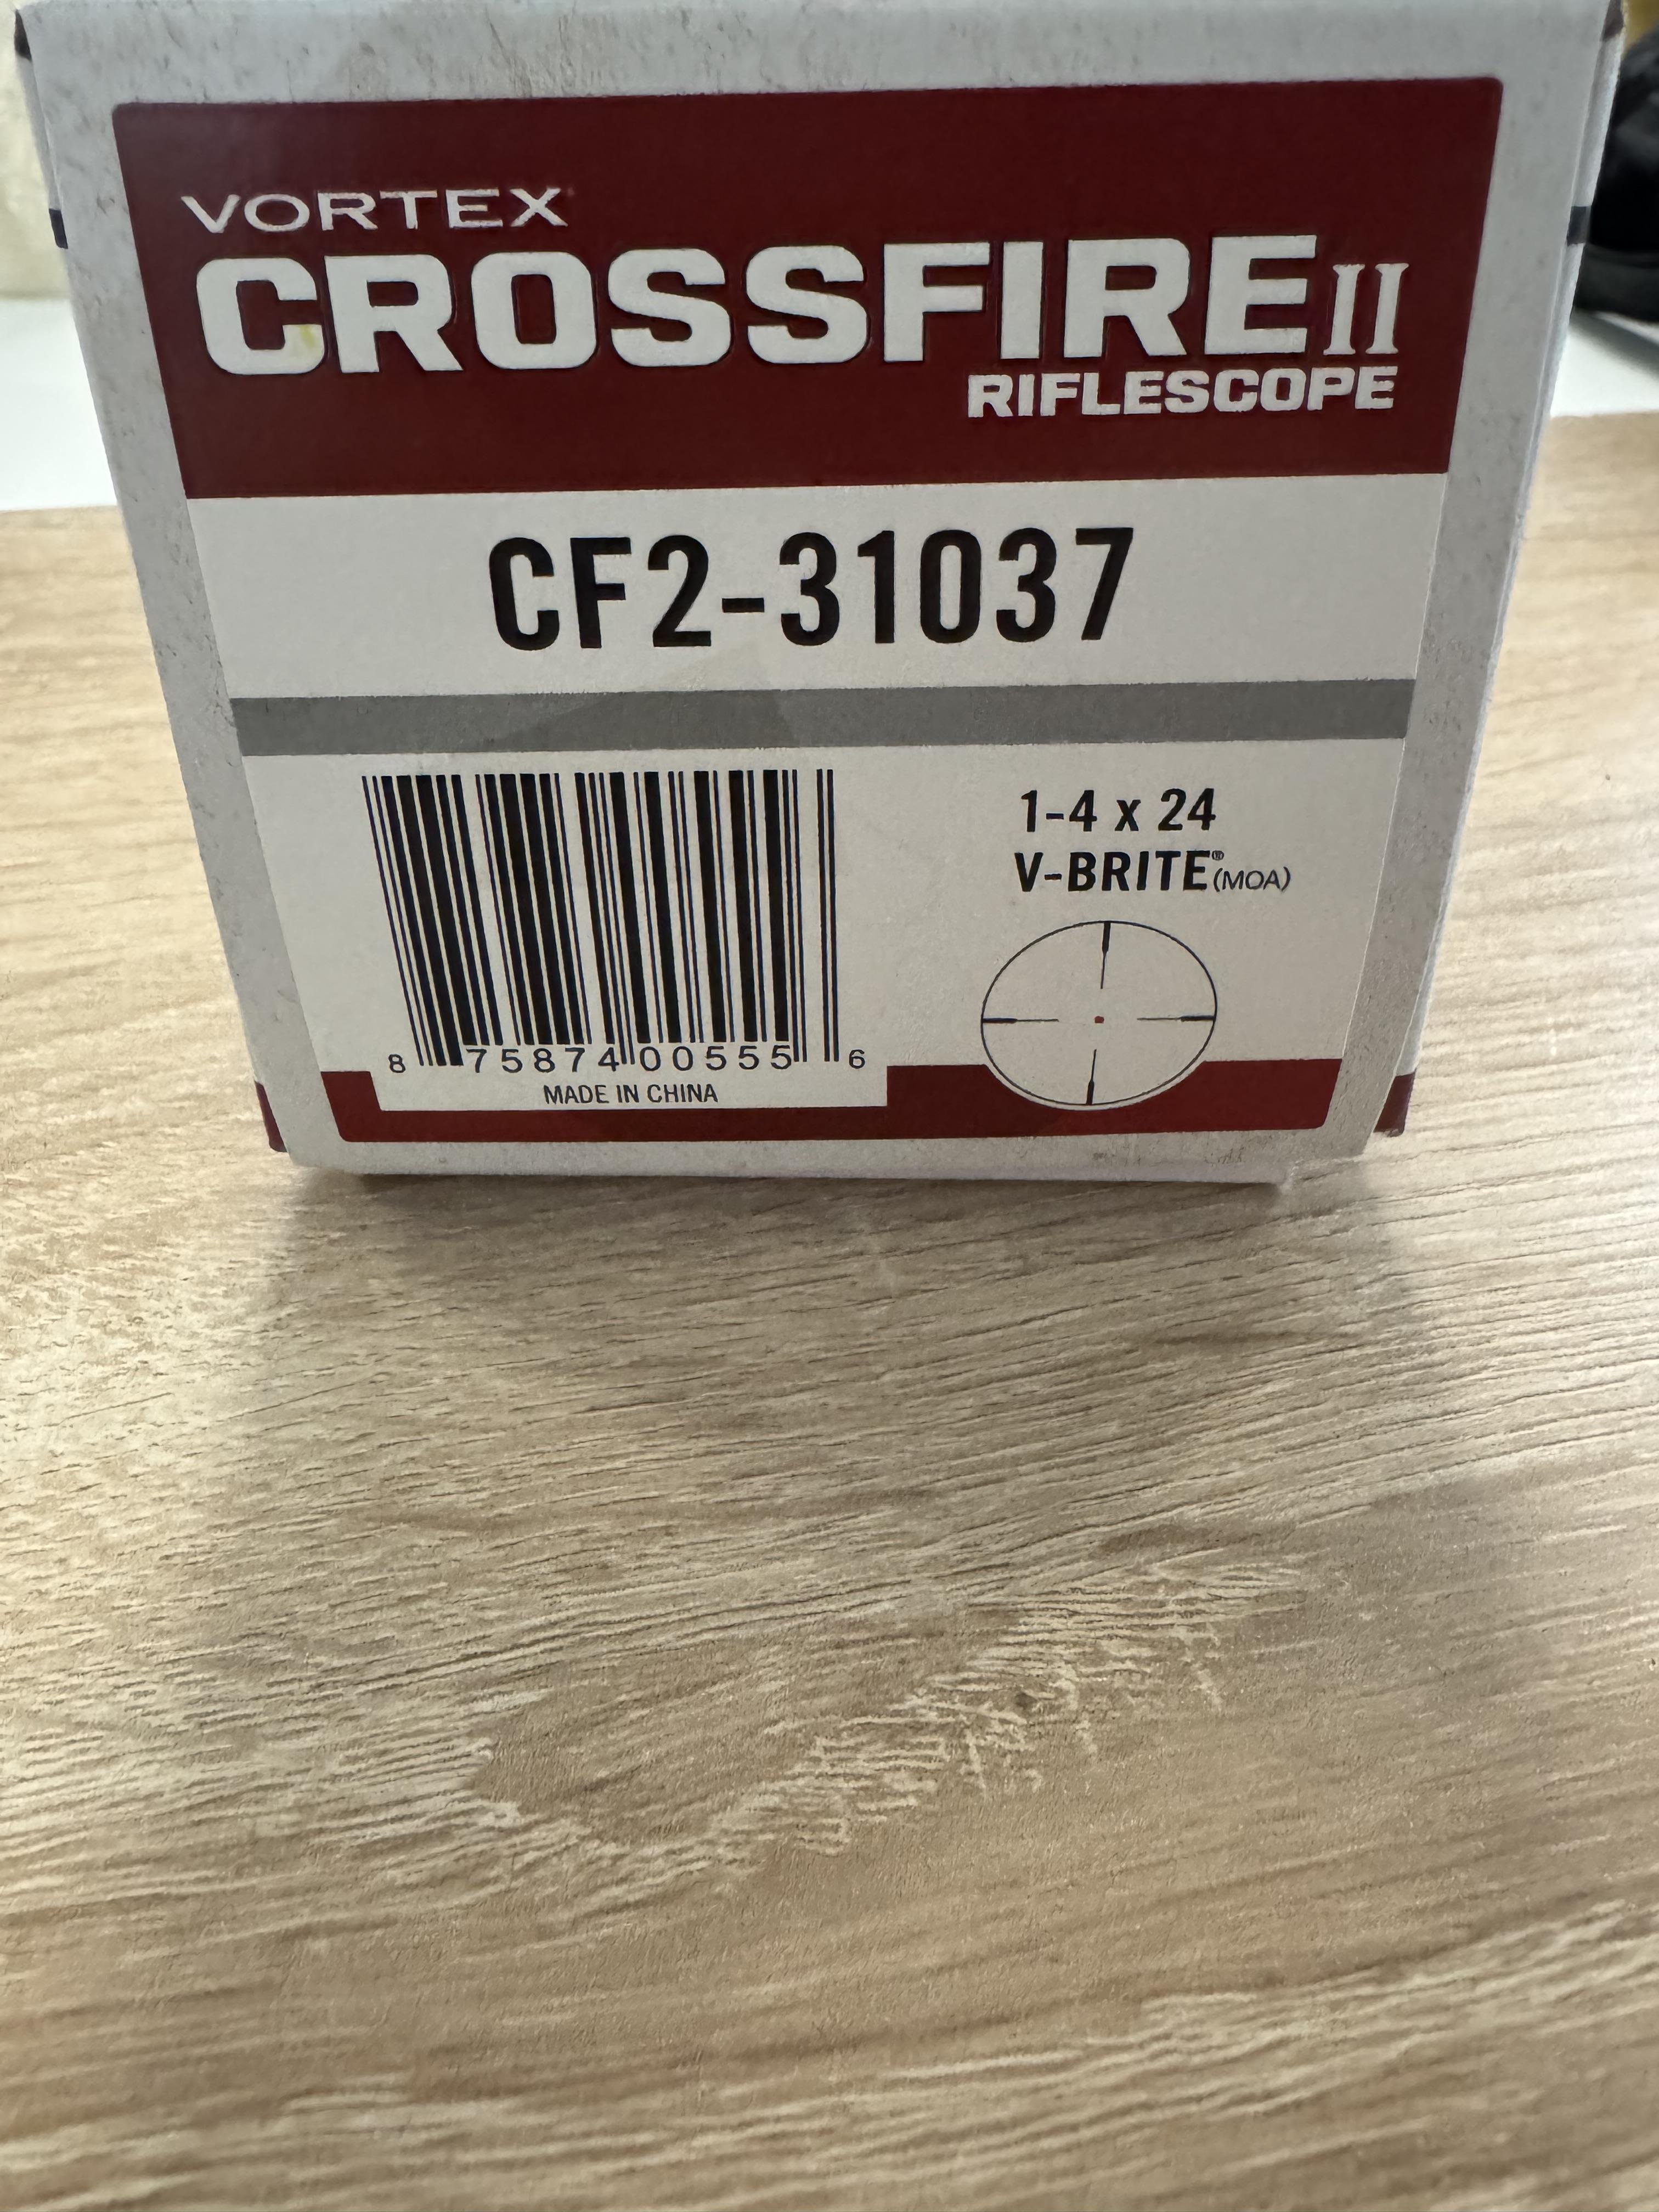 VORTEX
CROSSFIRE II
RIFLESCOPE
CF2-31037
1-4 x 24
V-BRITE® (MOA)
8 75874 00555 6
MADE IN CHINA